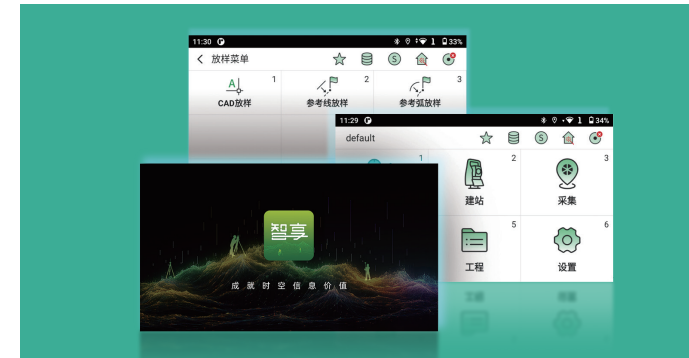 11:30 33%
放样菜单 S
1 2 3
CAD放样 参考线放样 参考弧放样
11:29 34%
default S
1 2 3
建站 采集
5 6
工程 设置
智享
成就时空信息价值